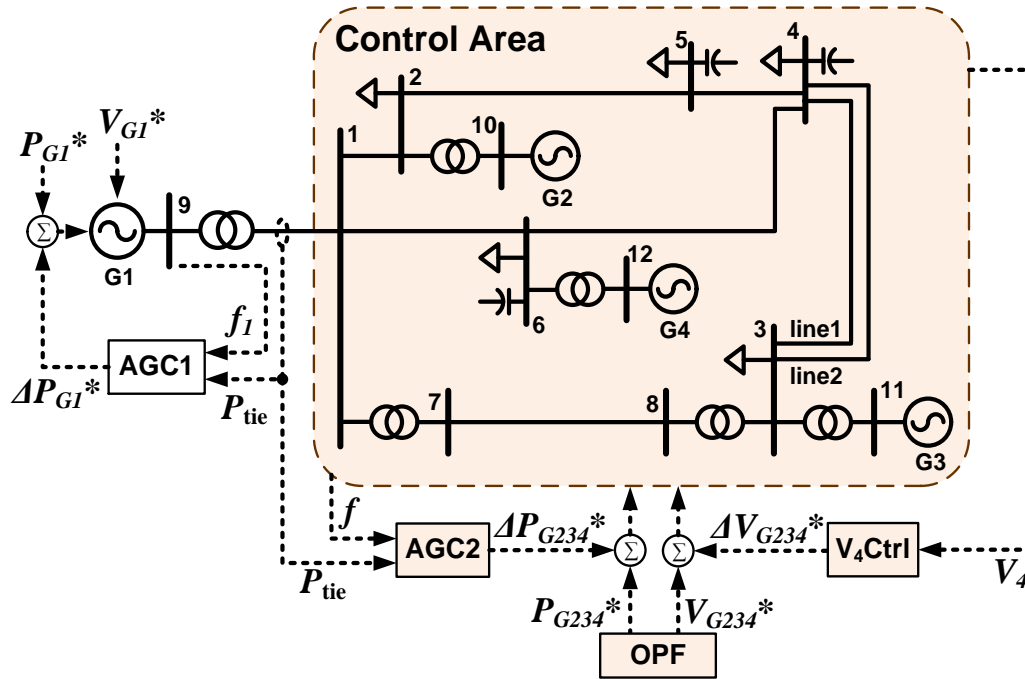 Control Area
5
4
2
1
10
G2
V_G1*
P_G1*
Σ
9
G1
12
G4
6
3
line1
line2
f_1
AGC1
ΔP_G1*
P_tie
7
8
11
G3
f
AGC2
ΔP_G234*
Σ
Σ
ΔV_G234*
V_4Ctrl
V_4
P_tie
P_G234*
V_G234*
OPF